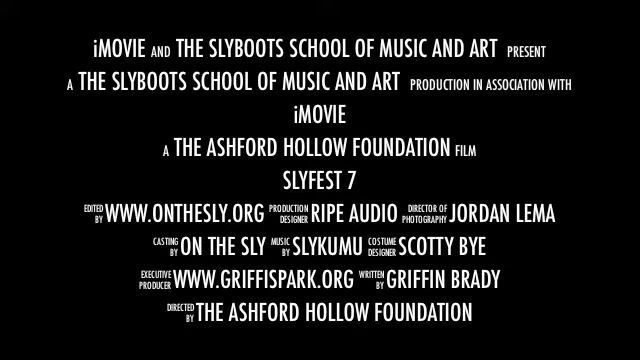 iMOVIE AND THE SLYBOOTS SCHOOL OF MUSIC AND ART PRESENT
A THE SLYBOOTS SCHOOL OF MUSIC AND ART PRODUCTION IN ASSOCIATION WITH
iMOVIE
A THE ASHFORD HOLLOW FOUNDATION FILM
SLYFEST 7
EDITED BY WWW.ONTHESLY.ORG PRODUCTION DESIGNER RIPE AUDIO DIRECTOR OF PHOTOGRAPHY JORDAN LEMA
CASTING BY ON THE SLY MUSIC BY SLYKUMU COSTUME DESIGNER SCOTTY BYE
EXECUTIVE PRODUCER WWW.GRIFFISPARK.ORG WRITTEN BY GRIFFIN BRADY
DIRECTED BY THE ASHFORD HOLLOW FOUNDATION